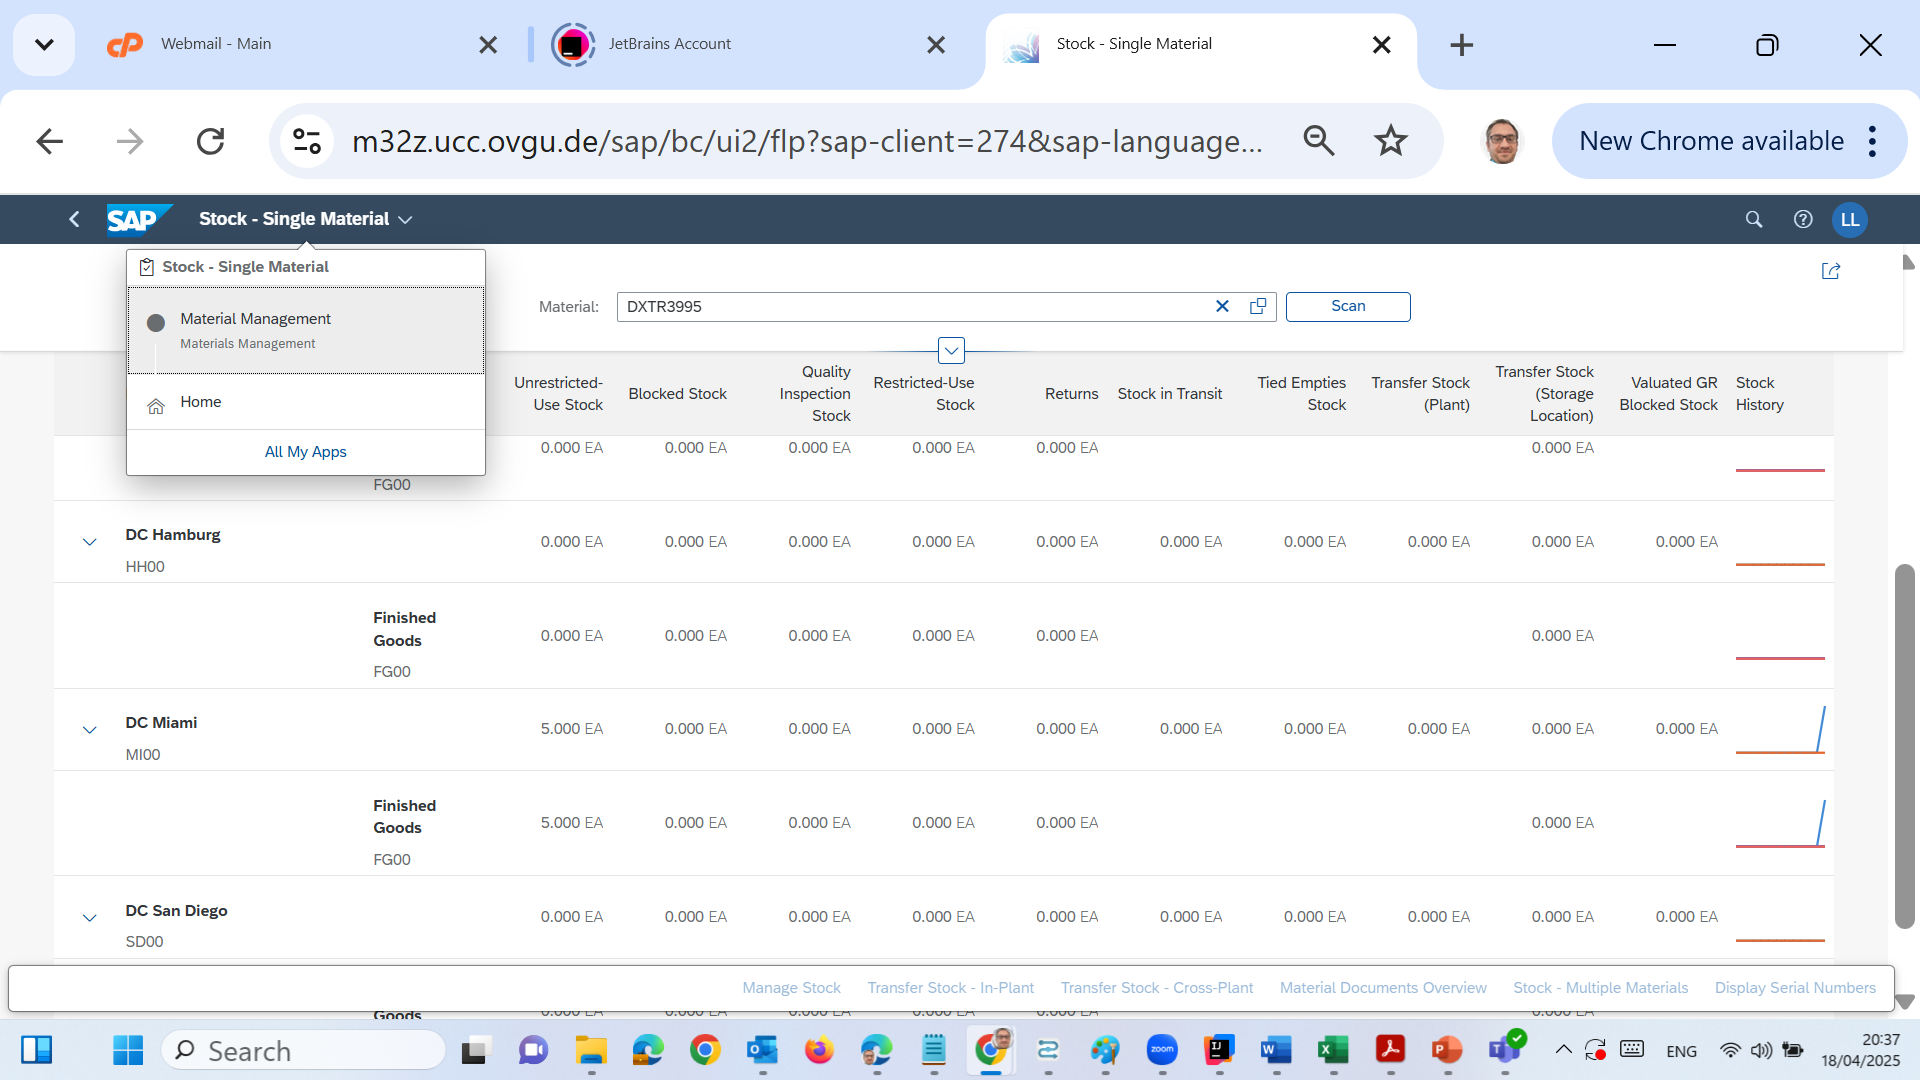 Webmail - Main
JetBrains Account
Stock - Single Material
m32z.ucc.ovgu.de/sap/bc/ui2/flp?sap-client=274&sap-language...
New Chrome available
SAP
Stock - Single Material
LL
Stock - Single Material
Material Management
Materials Management
Home
All My Apps
Material:
DXTR3995
Scan
Unrestricted-Use Stock
Blocked Stock
Quality Inspection Stock
Restricted-Use Stock
Returns
Stock in Transit
Tied Empties Stock
Transfer Stock (Plant)
Transfer Stock (Storage Location)
Valuated GR Blocked Stock
Stock History
0.000 EA 0.000 EA 0.000 EA 0.000 EA 0.000 EA 0.000 EA
FG00
DC Hamburg
HH00
0.000 EA 0.000 EA 0.000 EA 0.000 EA 0.000 EA 0.000 EA 0.000 EA 0.000 EA 0.000 EA 0.000 EA
Finished Goods
FG00
0.000 EA 0.000 EA 0.000 EA 0.000 EA 0.000 EA 0.000 EA
DC Miami
MI00
5.000 EA 0.000 EA 0.000 EA 0.000 EA 0.000 EA 0.000 EA 0.000 EA 0.000 EA 0.000 EA 0.000 EA
Finished Goods
FG00
5.000 EA 0.000 EA 0.000 EA 0.000 EA 0.000 EA 0.000 EA
DC San Diego
SD00
0.000 EA 0.000 EA 0.000 EA 0.000 EA 0.000 EA 0.000 EA 0.000 EA 0.000 EA 0.000 EA 0.000 EA
Manage Stock
Transfer Stock - In-Plant
Transfer Stock - Cross-Plant
Material Documents Overview
Stock - Multiple Materials
Display Serial Numbers
Goods
Search
zoom
ENG
20:37
18/04/2025